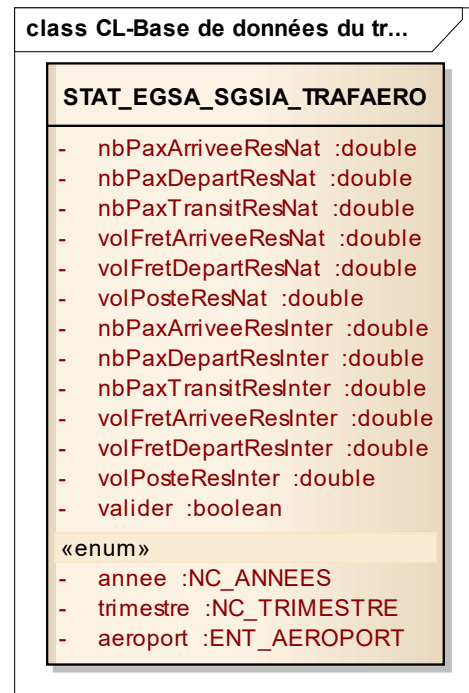 class CL-Base de données du tr...
STAT_EGSA_SGSIA_TRAFAERO
- nbPaxArriveeResNat :double
- nbPaxDepartResNat :double
- nbPaxTransitResNat :double
- volFretArriveeResNat :double
- volFretDepartResNat :double
- volPosteResNat :double
- nbPaxArriveeResInter :double
- nbPaxDepartResInter :double
- nbPaxTransitResInter :double
- volFretArriveeResInter :double
- volFretDepartResInter :double
- volPosteResInter :double
- valider :boolean
«enum»
- annee :NC_ANNEES
- trimestre :NC_TRIMESTRE
- aeroport :ENT_AEROPORT